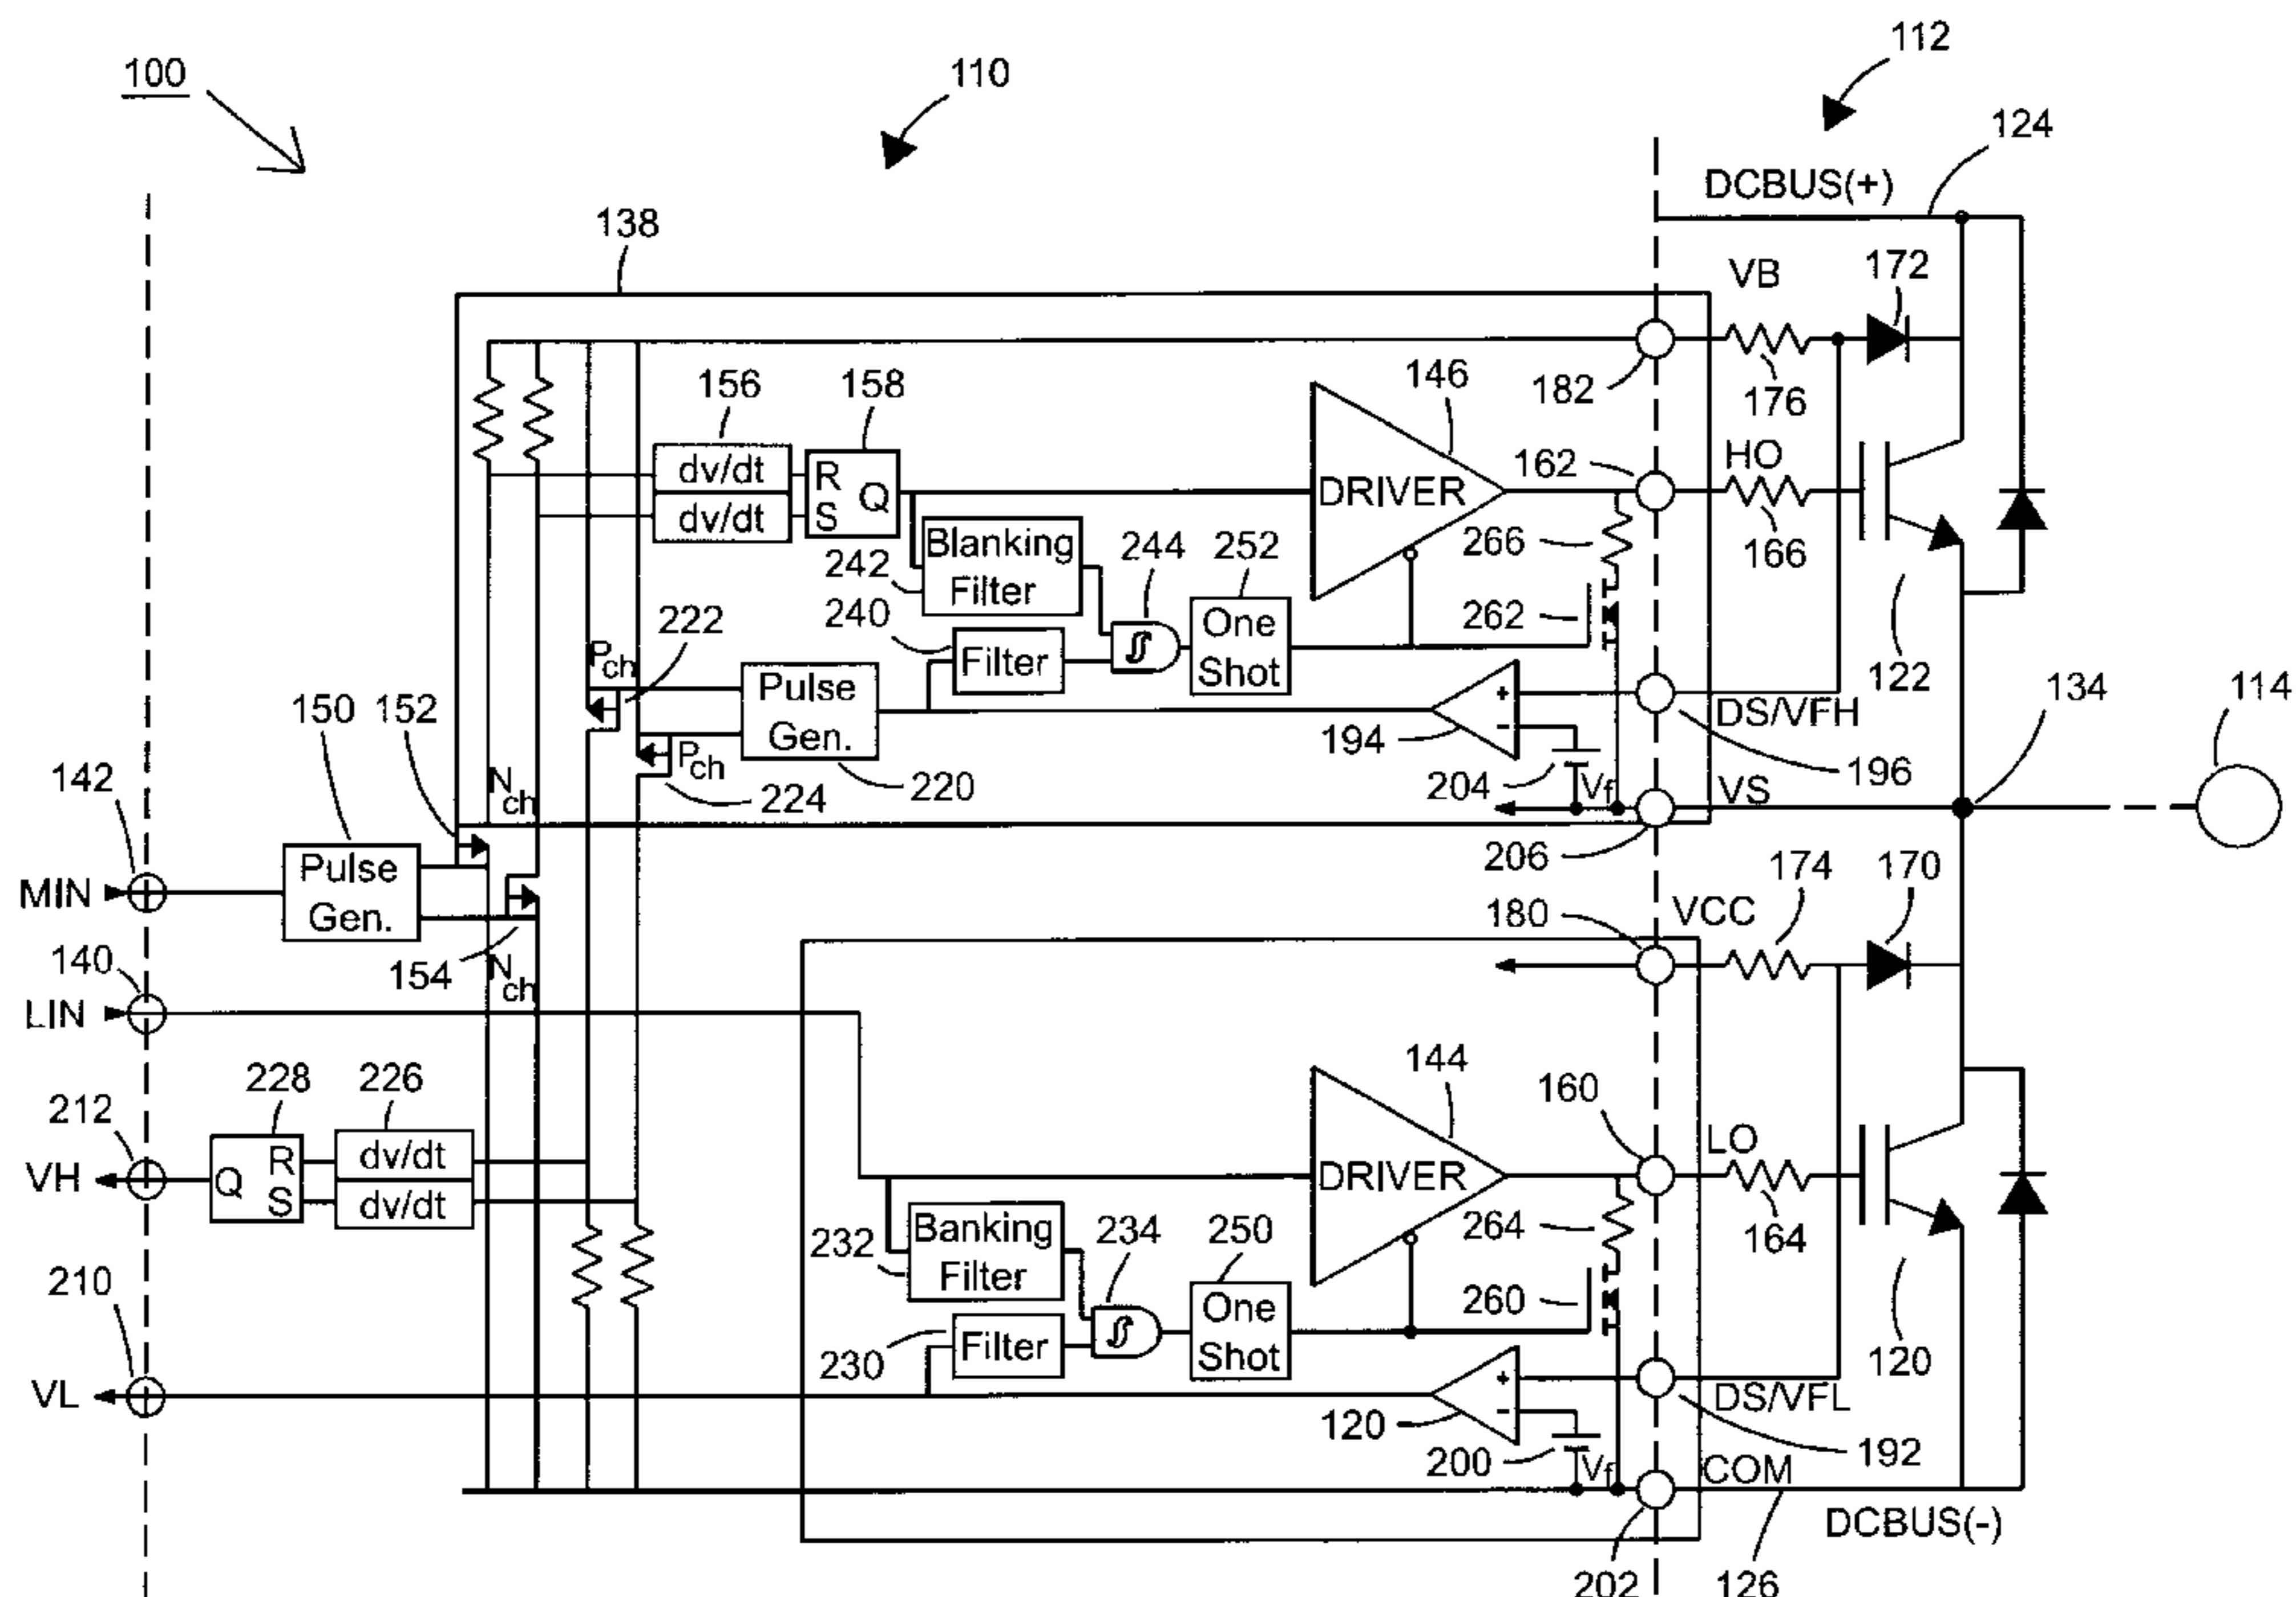 100
110
112
124
DCBUS(+)
138
VB
172
182
176
156
158
146
dv/dt
dv/dt
R
S
Q
DRIVER
162
HO
166
266
Blanking
Filter
242
244
252
One
Shot
240
Filter
262
122
222
Pch
Pulse
Gen.
220
Pch
224
194
+
-
204
Vf
DS/VFH
196
VS
206
134
114
150
152
Nch
142
MIN
Pulse
Gen.
154
Nch
140
LIN
180
VCC
174
170
228
226
212
VH
Q
R
S
dv/dt
dv/dt
144
DRIVER
160
LO
164
264
232
Banking
Filter
234
250
One
Shot
230
Filter
260
120
210
VL
120
+
-
200
Vf
DS/VFL
192
COM
DCBUS(-)
202
126